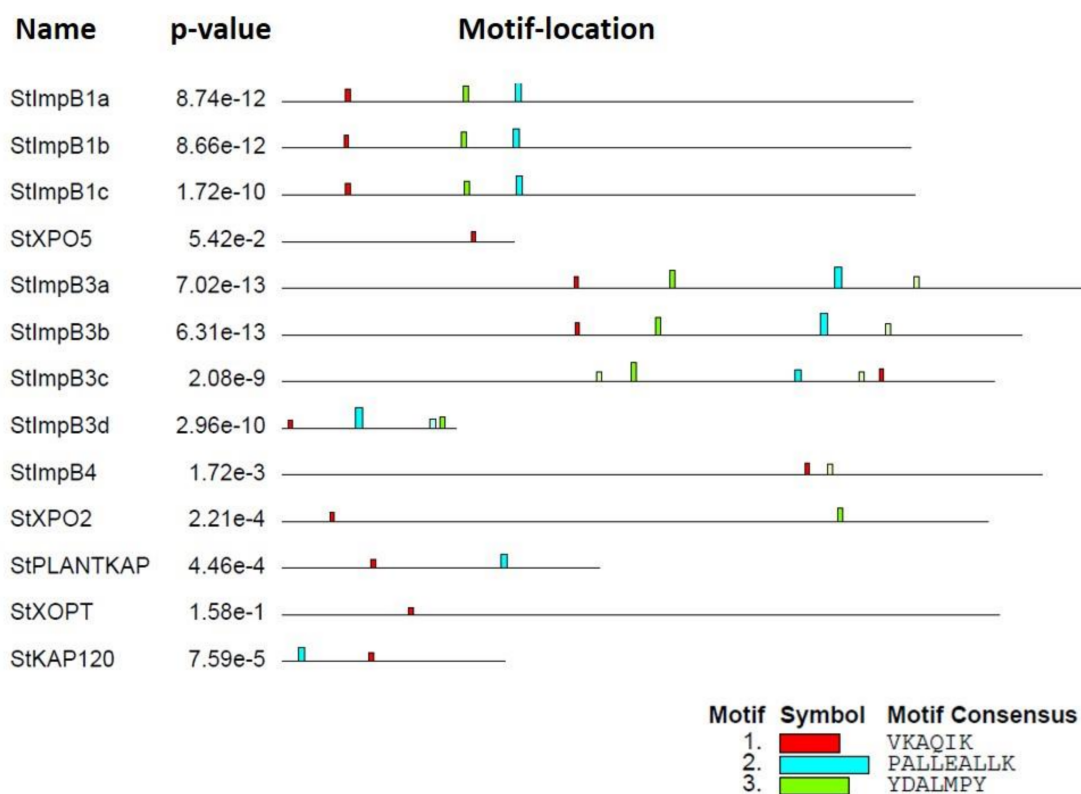 Name p-value Motif-location
StImpB1a 8.74e-12
StImpB1b 8.66e-12
StImpB1c 1.72e-10
StXPO5 5.42e-2
StImpB3a 7.02e-13
StImpB3b 6.31e-13
StImpB3c 2.08e-9
StImpB3d 2.96e-10
StImpB4 1.72e-3
StXPO2 2.21e-4
StPLANTKAP 4.46e-4
StXOPT 1.58e-1
StKAP120 7.59e-5
Motif Symbol Motif Consensus
1. VKAQIK
2. PALLEALLK
3. YDALMPY